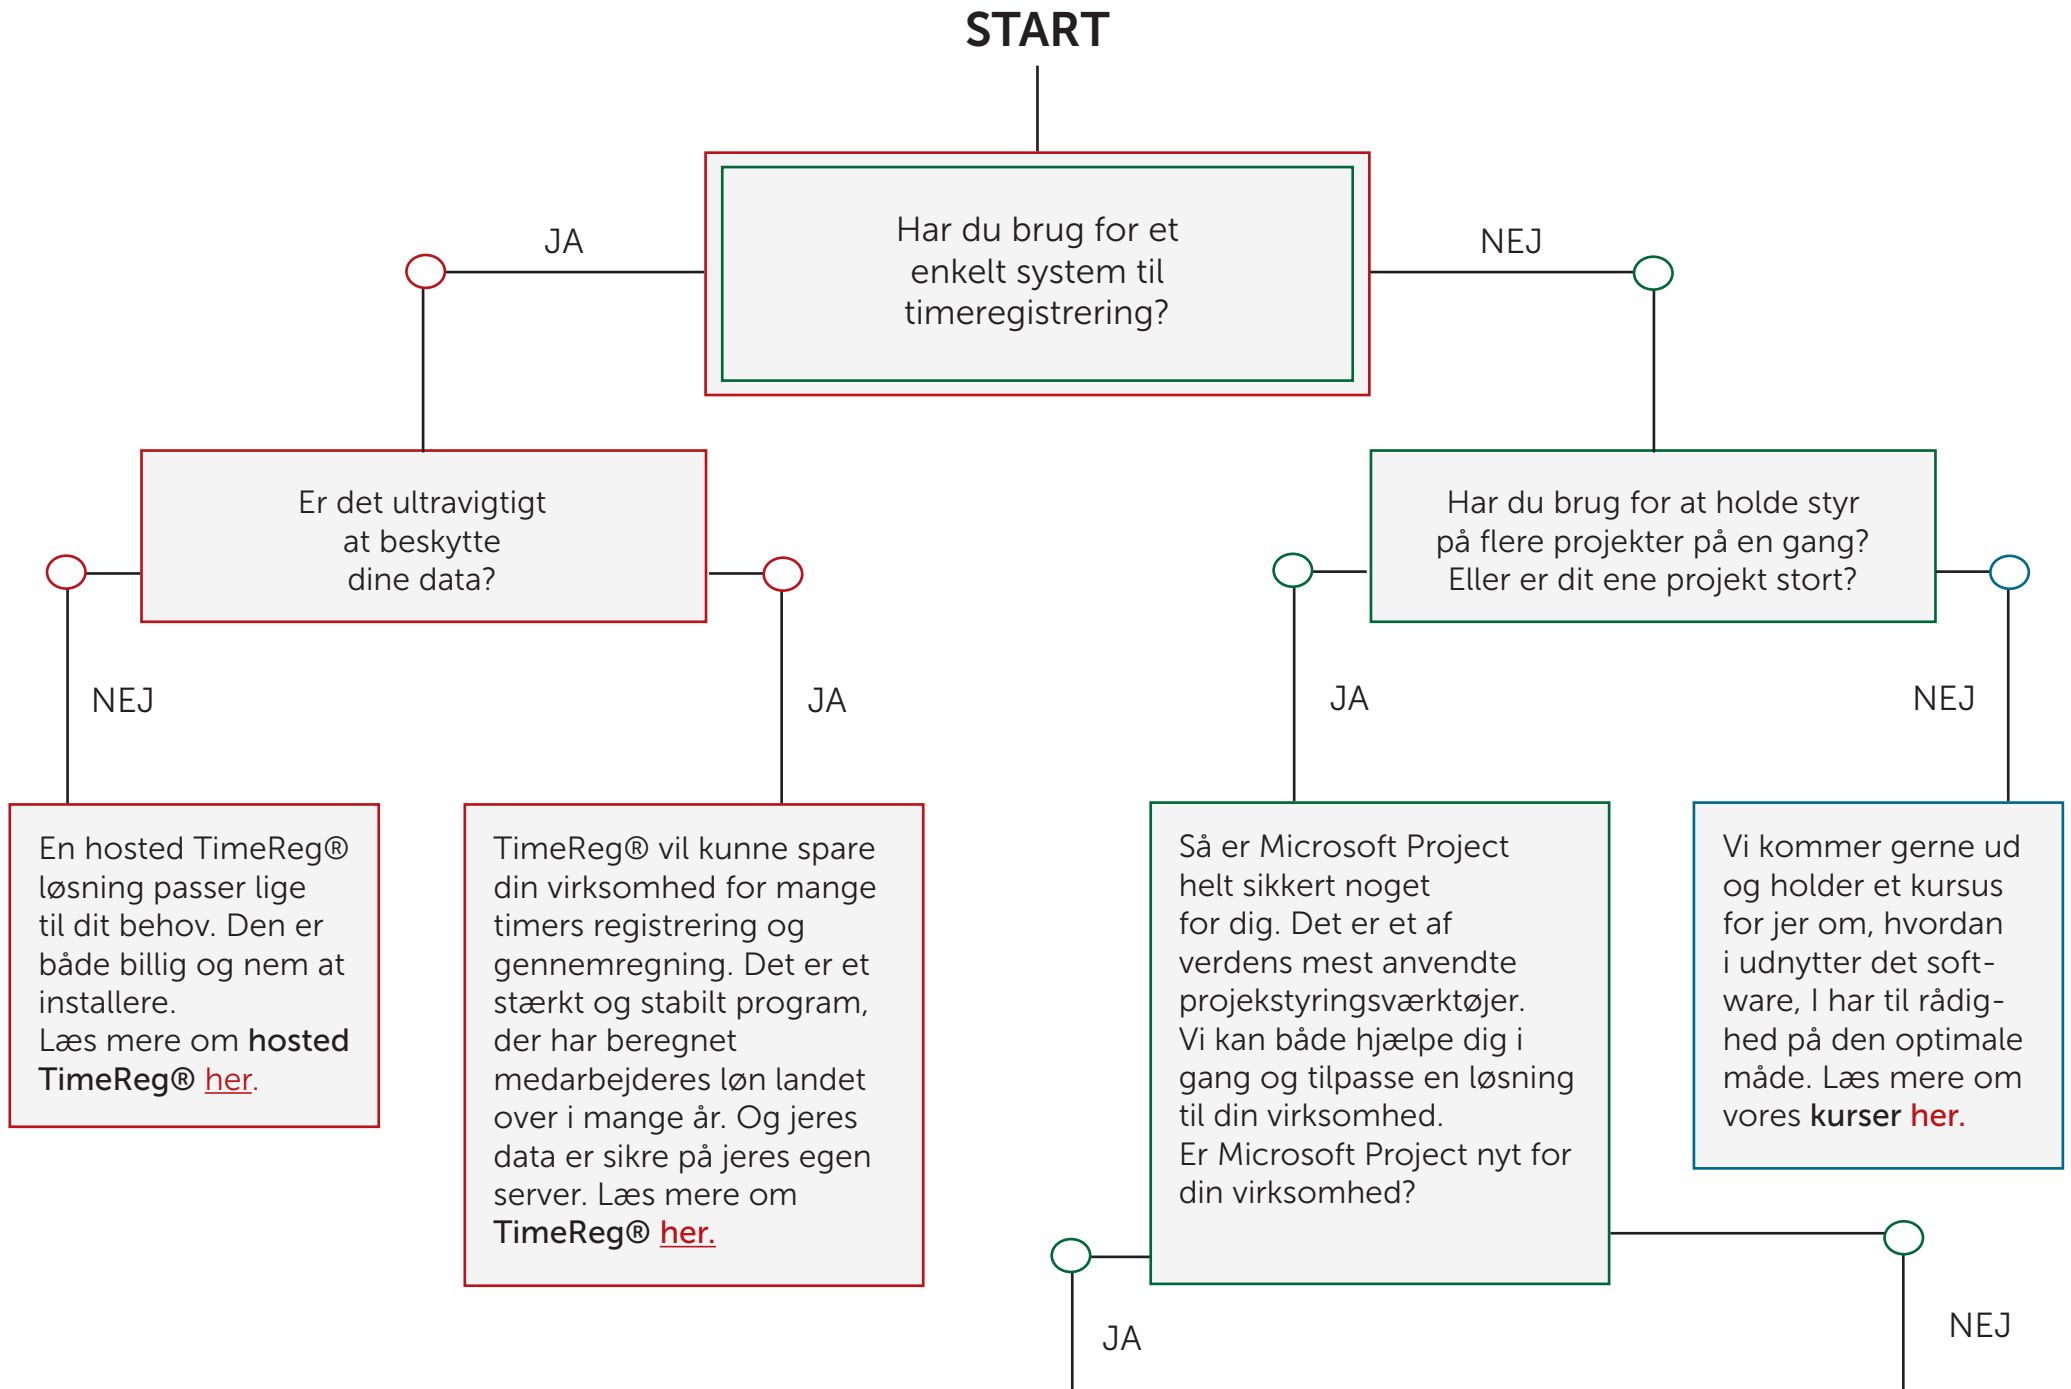 START
JA
Har du brug for et
enkelt system til
timeregistrering?
NEJ
Er det ultravigtigt
at beskytte
dine data?
Har du brug for at holde styr
på flere projekter på en gang?
Eller er dit ene projekt stort?
NEJ
JA
JA
NEJ
En hosted TimeReg®
løsning passer lige
til dit behov. Den er
både billig og nem at
installere.
Læs mere om hosted
TimeReg® her.
TimeReg® vil kunne spare
din virksomhed for mange
timers registrering og
gennemregning. Det er et
stærkt og stabilt program,
der har beregnet
medarbejderes løn landet
over i mange år. Og jeres
data er sikre på jeres egen
server. Læs mere om
TimeReg® her.
Så er Microsoft Project
helt sikkert noget
for dig. Det er et af
verdens mest anvendte
projekstyringsværktøjer.
Vi kan både hjælpe dig i
gang og tilpasse en løsning
til din virksomhed.
Er Microsoft Project nyt for
din virksomhed?
Vi kommer gerne ud
og holder et kursus
for jer om, hvordan
i udnytter det soft-
ware, I har til rådig-
hed på den optimale
måde. Læs mere om
vores kurser her.
JA
NEJ